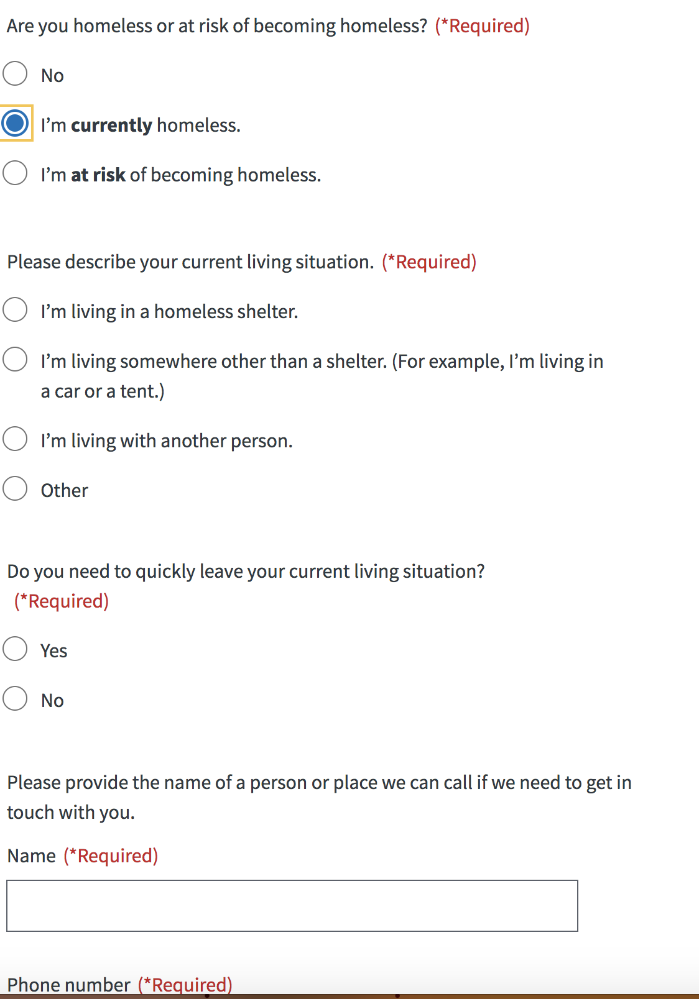 Are you homeless or at risk of becoming homeless? (*Required)
No
I’m currently homeless.
I’m at risk of becoming homeless.
Please describe your current living situation. (*Required)
I’m living in a homeless shelter.
I’m living somewhere other than a shelter. (For example, I’m living in
a car or a tent.)
I’m living with another person.
Other
Do you need to quickly leave your current living situation?
(*Required)
Yes
No
Please provide the name of a person or place we can call if we need to get in
touch with you.
Name (*Required)
Phone number (*Required)